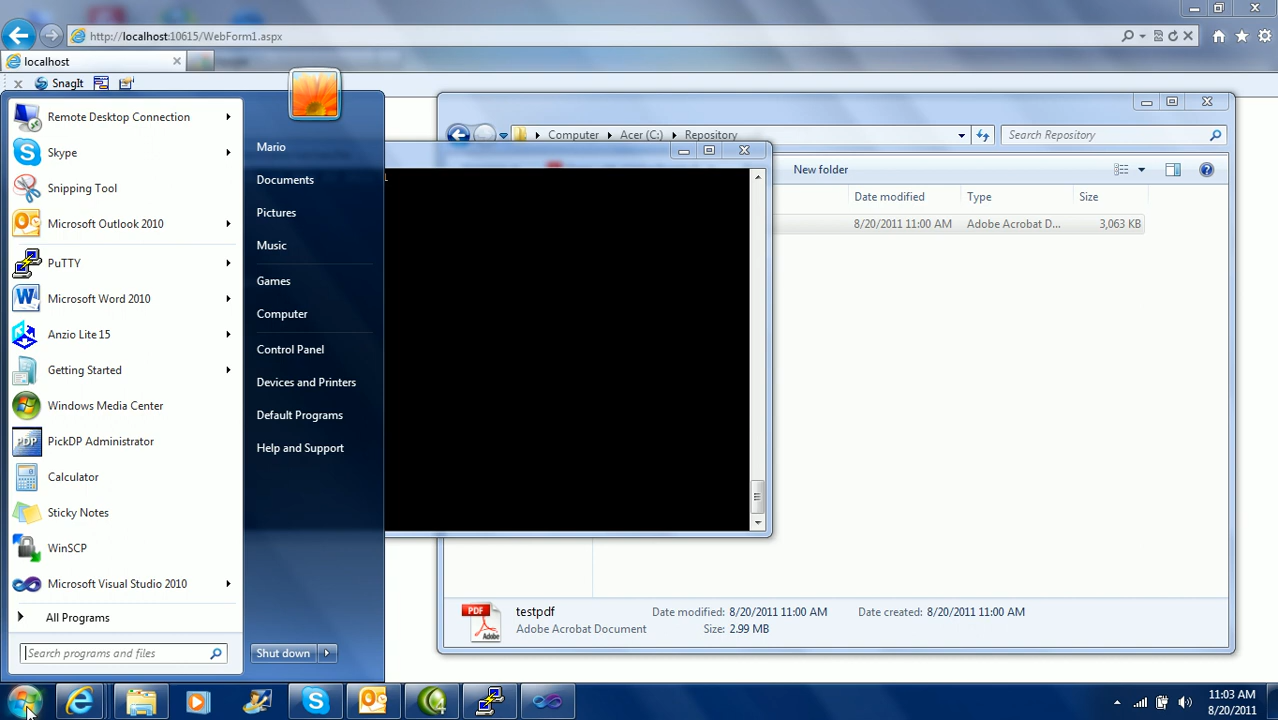 http://localhost:10615/WebForm1.aspx
localhost
SnagIt
Remote Desktop Connection
Skype
Snipping Tool
Microsoft Outlook 2010
PuTTY
Microsoft Word 2010
Anzio Lite 15
Getting Started
Windows Media Center
PDP
PickDP Administrator
Calculator
Sticky Notes
WinSCP
Microsoft Visual Studio 2010
All Programs
Search programs and files
Mario
Documents
Pictures
Music
Games
Computer
Control Panel
Devices and Printers
Default Programs
Help and Support
Shut down
Computer
Acer (C:)
Repository
Search Repository
New folder
Date modified
Type
Size
8/20/2011 11:00 AM
Adobe Acrobat D...
3,063 KB
PDF
Adobe
testpdf
Date modified: 8/20/2011 11:00 AM
Date created: 8/20/2011 11:00 AM
Adobe Acrobat Document
Size: 2.99 MB
11:03 AM
8/20/2011